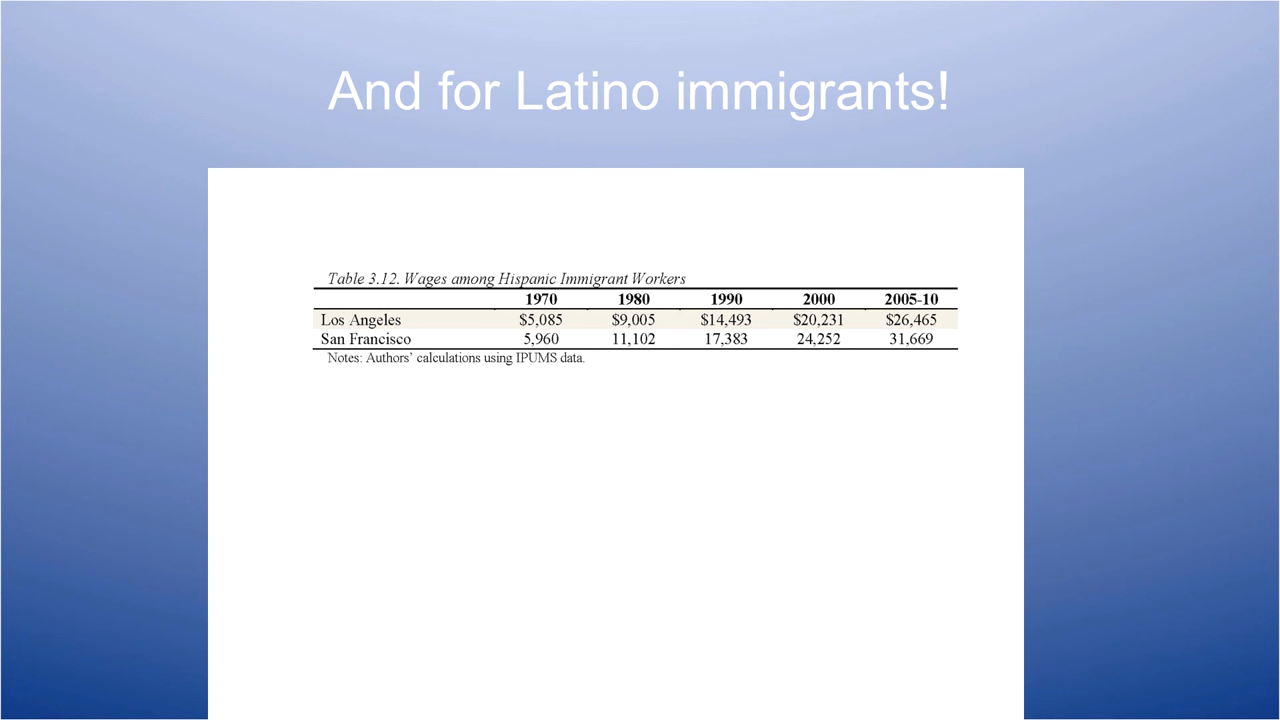 And for Latino immigrants!
Table 3.12. Wages among Hispanic Immigrant Workers
1970 1980 1990 2000 2005-10
Los Angeles $5,085 $9,005 $14,493 $20,231 $26,465
San Francisco 5,960 11,102 17,383 24,252 31,669
Notes: Authors’ calculations using IPUMS data.